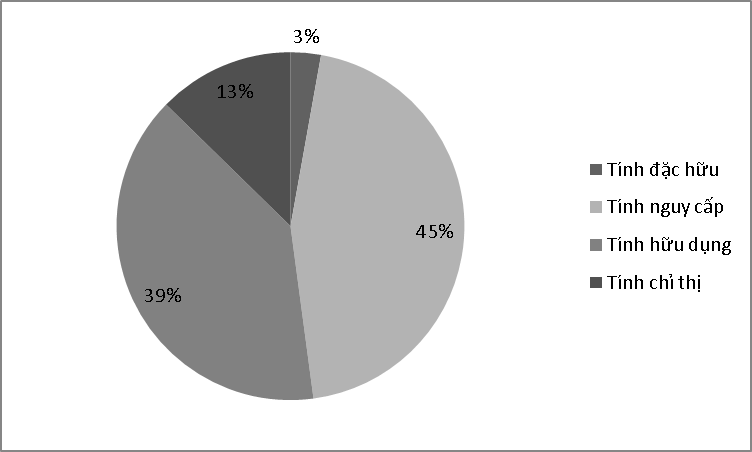 3%
13%
45%
39%
Tính đặc hữu
Tính nguy cấp
Tính hữu dụng
Tính chỉ thị